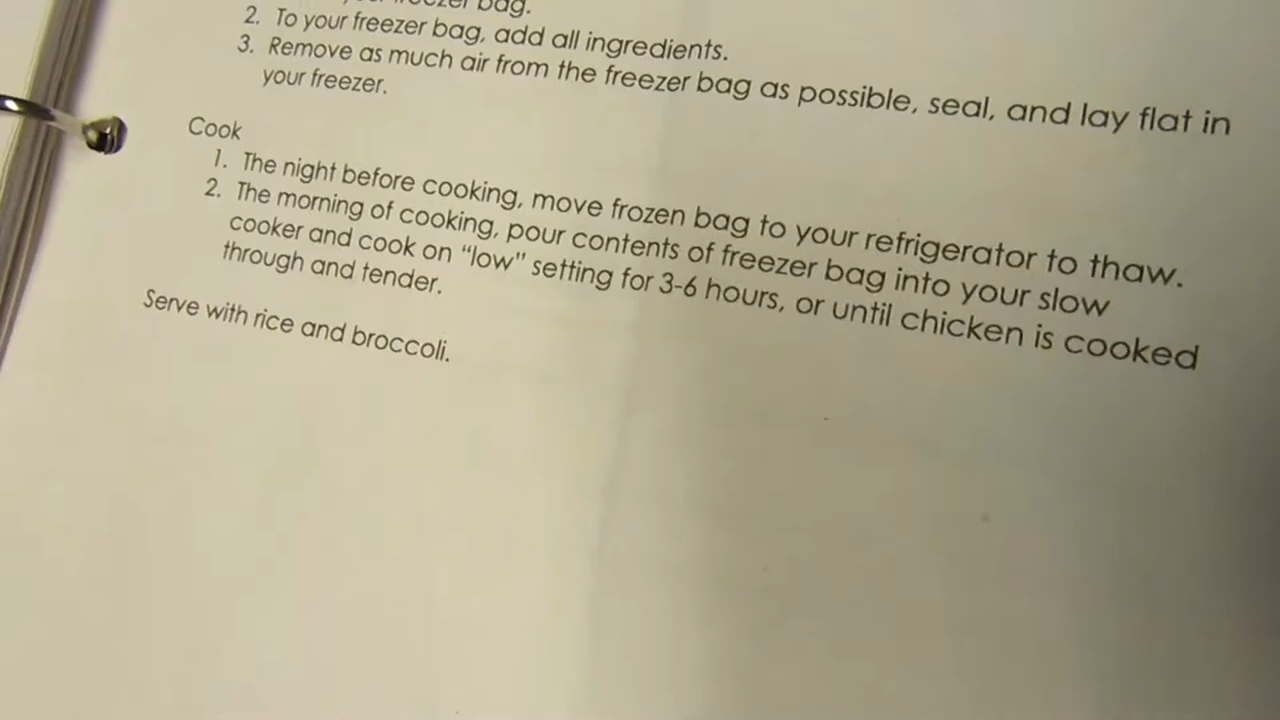 freezer bag.
2. To your freezer bag, add all ingredients.
3. Remove as much air from the freezer bag as possible, seal, and lay flat in
your freezer.
Cook
1. The night before cooking, move frozen bag to your refrigerator to thaw.
2. The morning of cooking, pour contents of freezer bag into your slow
cooker and cook on “low” setting for 3-6 hours, or until chicken is cooked
through and tender.
Serve with rice and broccoli.